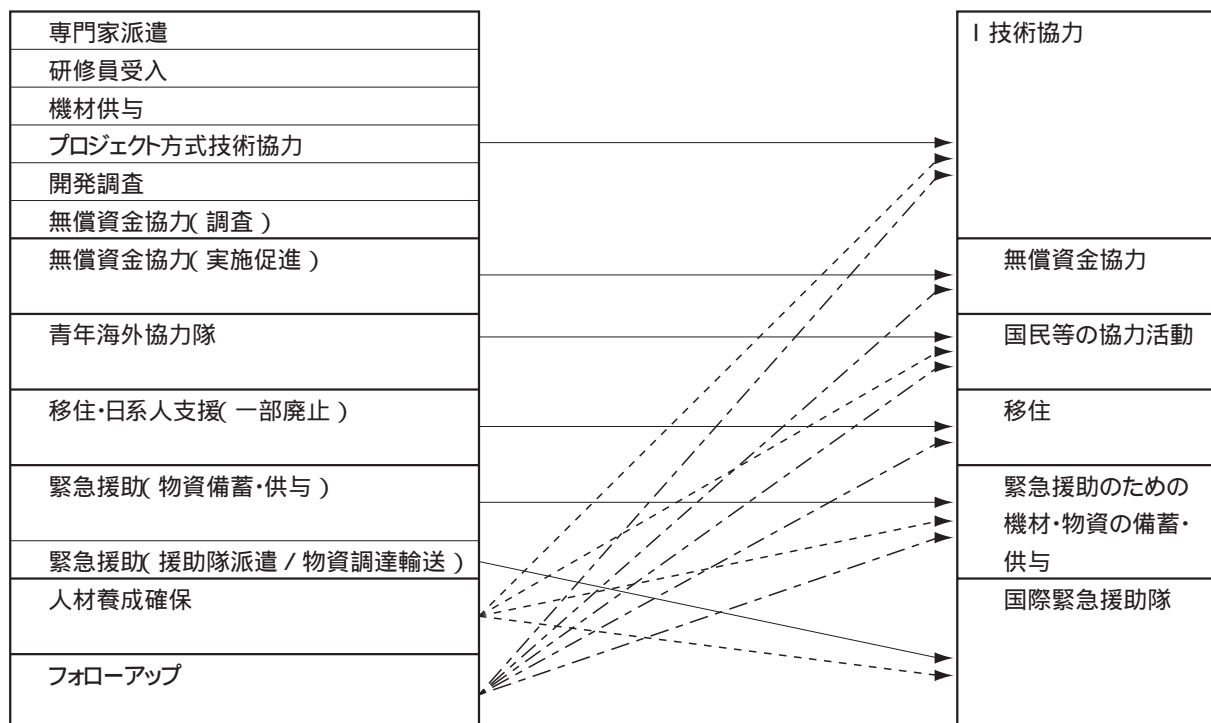 専門家派遣
研修員受入
機材供与
プロジェクト方式技術協力
開発調査
無償資金協力(調査)
無償資金協力(実施促進)
青年海外協力隊
移住・日系人支援(一部廃止)
緊急援助(物資備蓄・供与)
緊急援助(援助隊派遣/物資調達輸送)
人材養成確保
フォローアップ
I 技術協力
無償資金協力
国民等の協力活動
移住
緊急援助のための
機材・物資の備蓄・
供与
国際緊急援助隊